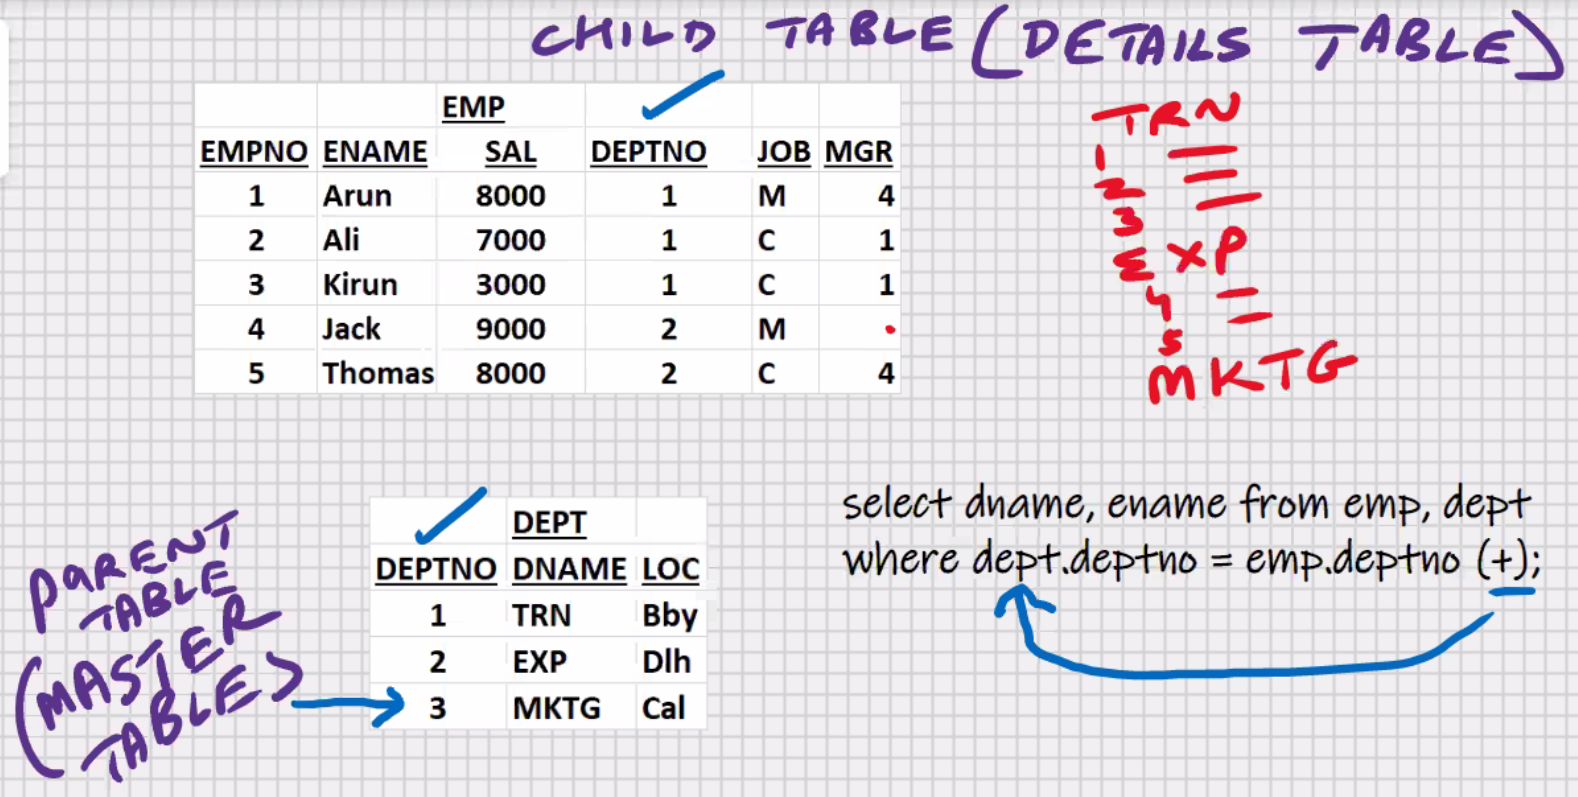 CHILD TABLE (DETAILS TABLE)
EMP
EMPNO ENAME SAL DEPTNO JOB MGR
1 Arun 8000 1 M 4
2 Ali 7000 1 C 1
3 Kirun 3000 1 C 1
4 Jack 9000 2 M
5 Thomas 8000 2 C 4
TRN
1
2
3
EXP
4
5
MKTG
PARENT
TABLE
(MASTER
TABLE)
DEPT
DEPTNO DNAME LOC
1 TRN Bby
2 EXP Dlh
3 MKTG Cal
select dname, ename from emp, dept
where dept.deptno = emp.deptno (+);